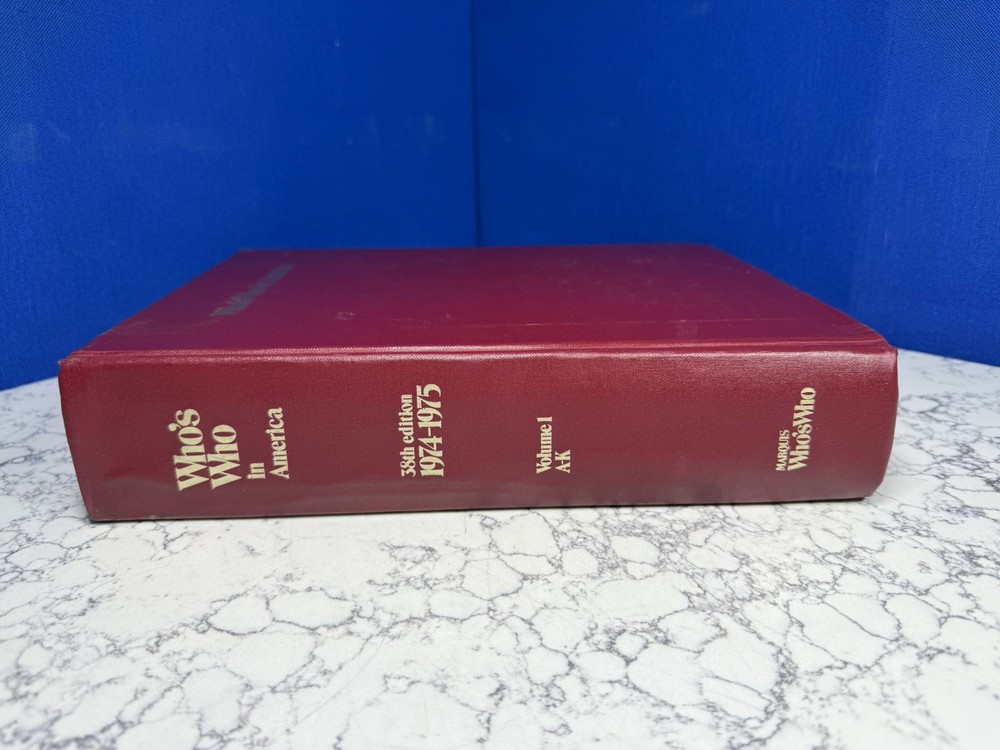 Who's
Who
in
America
38th edition
1974-1975
Volume 1
A-K
MARQUIS
Who'sWho